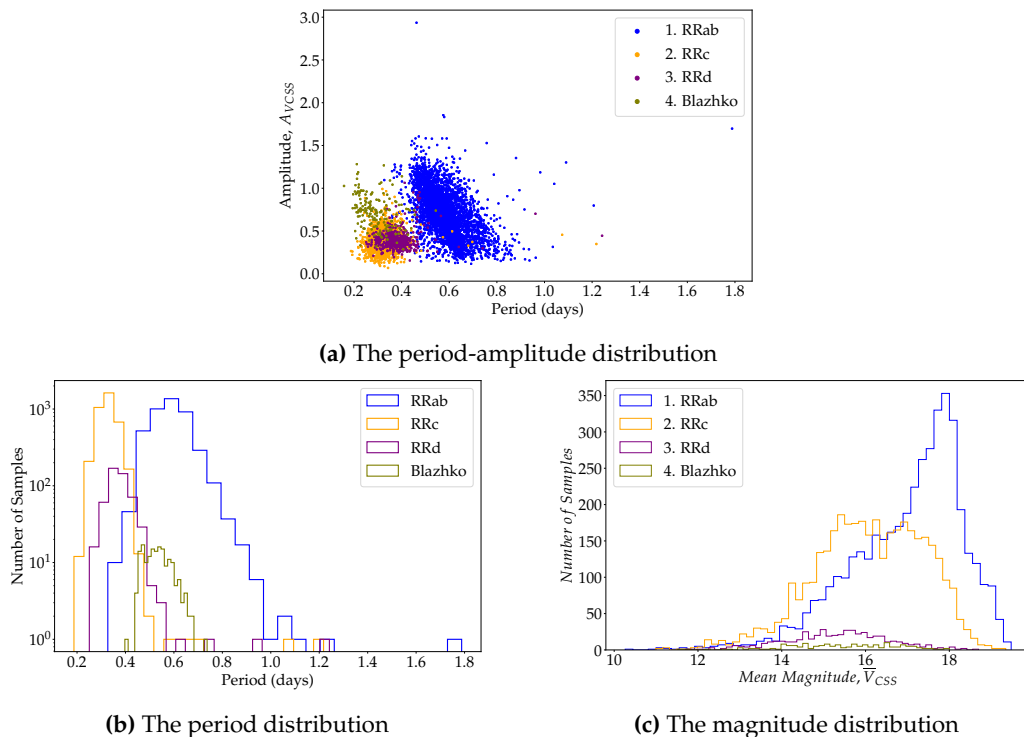 3.0
2.5
2.0
1.5
1.0
0.5
0.0
Amplitude, A_VCSS
1. RRab
2. RRc
3. RRd
4. Blazhko
0.2 0.4 0.6 0.8 1.0 1.2 1.4 1.6 1.8
Period (days)
(a) The period-amplitude distribution
10^3
10^2
10^1
10^0
Number of Samples
RRab
RRc
RRd
Blazhko
0.2 0.4 0.6 0.8 1.0 1.2 1.4 1.6 1.8
Period (days)
(b) The period distribution
350
300
250
200
150
100
50
0
Number of Samples
1. RRab
2. RRc
3. RRd
4. Blazhko
10 12 14 16 18
Mean Magnitude, V̅_CSS
(c) The magnitude distribution